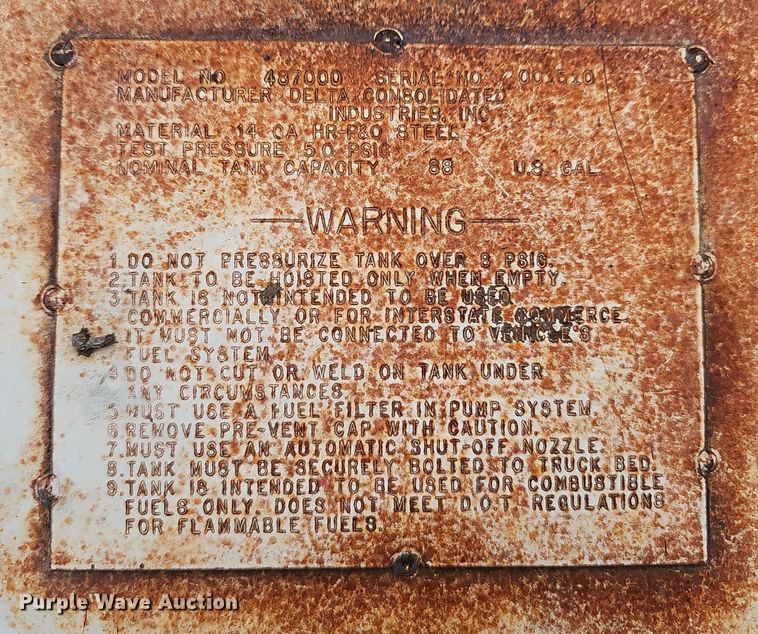 MODEL NO 487000 SERIAL NO 001510
MANUFACTURER DELTA CONSOLIDATED
INDUSTRIES, INC
MATERIAL 14 GA HR-P&O STEEL
TEST PRESSURE 5.0 PSIG
NOMINAL TANK CAPACITY 88 U.S. GAL.
WARNING
1 DO NOT PRESSURIZE TANK OVER 3 PSIG.
2. TANK TO BE HOISTED ONLY WHEN EMPTY.
3. TANK IS NOT INTENDED TO BE USED
COMMERCIALLY OR FOR INTERSTATE COMMERCE.
IT MUST NOT BE CONNECTED TO VEHICLE'S
FUEL SYSTEM
4 DO NOT CUT OR WELD ON TANK UNDER
ANY CIRCUMSTANCES
5 MUST USE A FUEL FILTER IN PUMP SYSTEM.
6. REMOVE PRE-VENT CAP WITH CAUTION.
7. MUST USE AN AUTOMATIC SHUT-OFF NOZZLE.
8. TANK MUST BE SECURELY BOLTED TO TRUCK BED.
9. TANK IS INTENDED TO BE USED FOR COMBUSTIBLE
FUELS ONLY. DOES NOT MEET D.O.T. REGULATIONS
FOR FLAMMABLE FUELS.
Purple Wave Auction